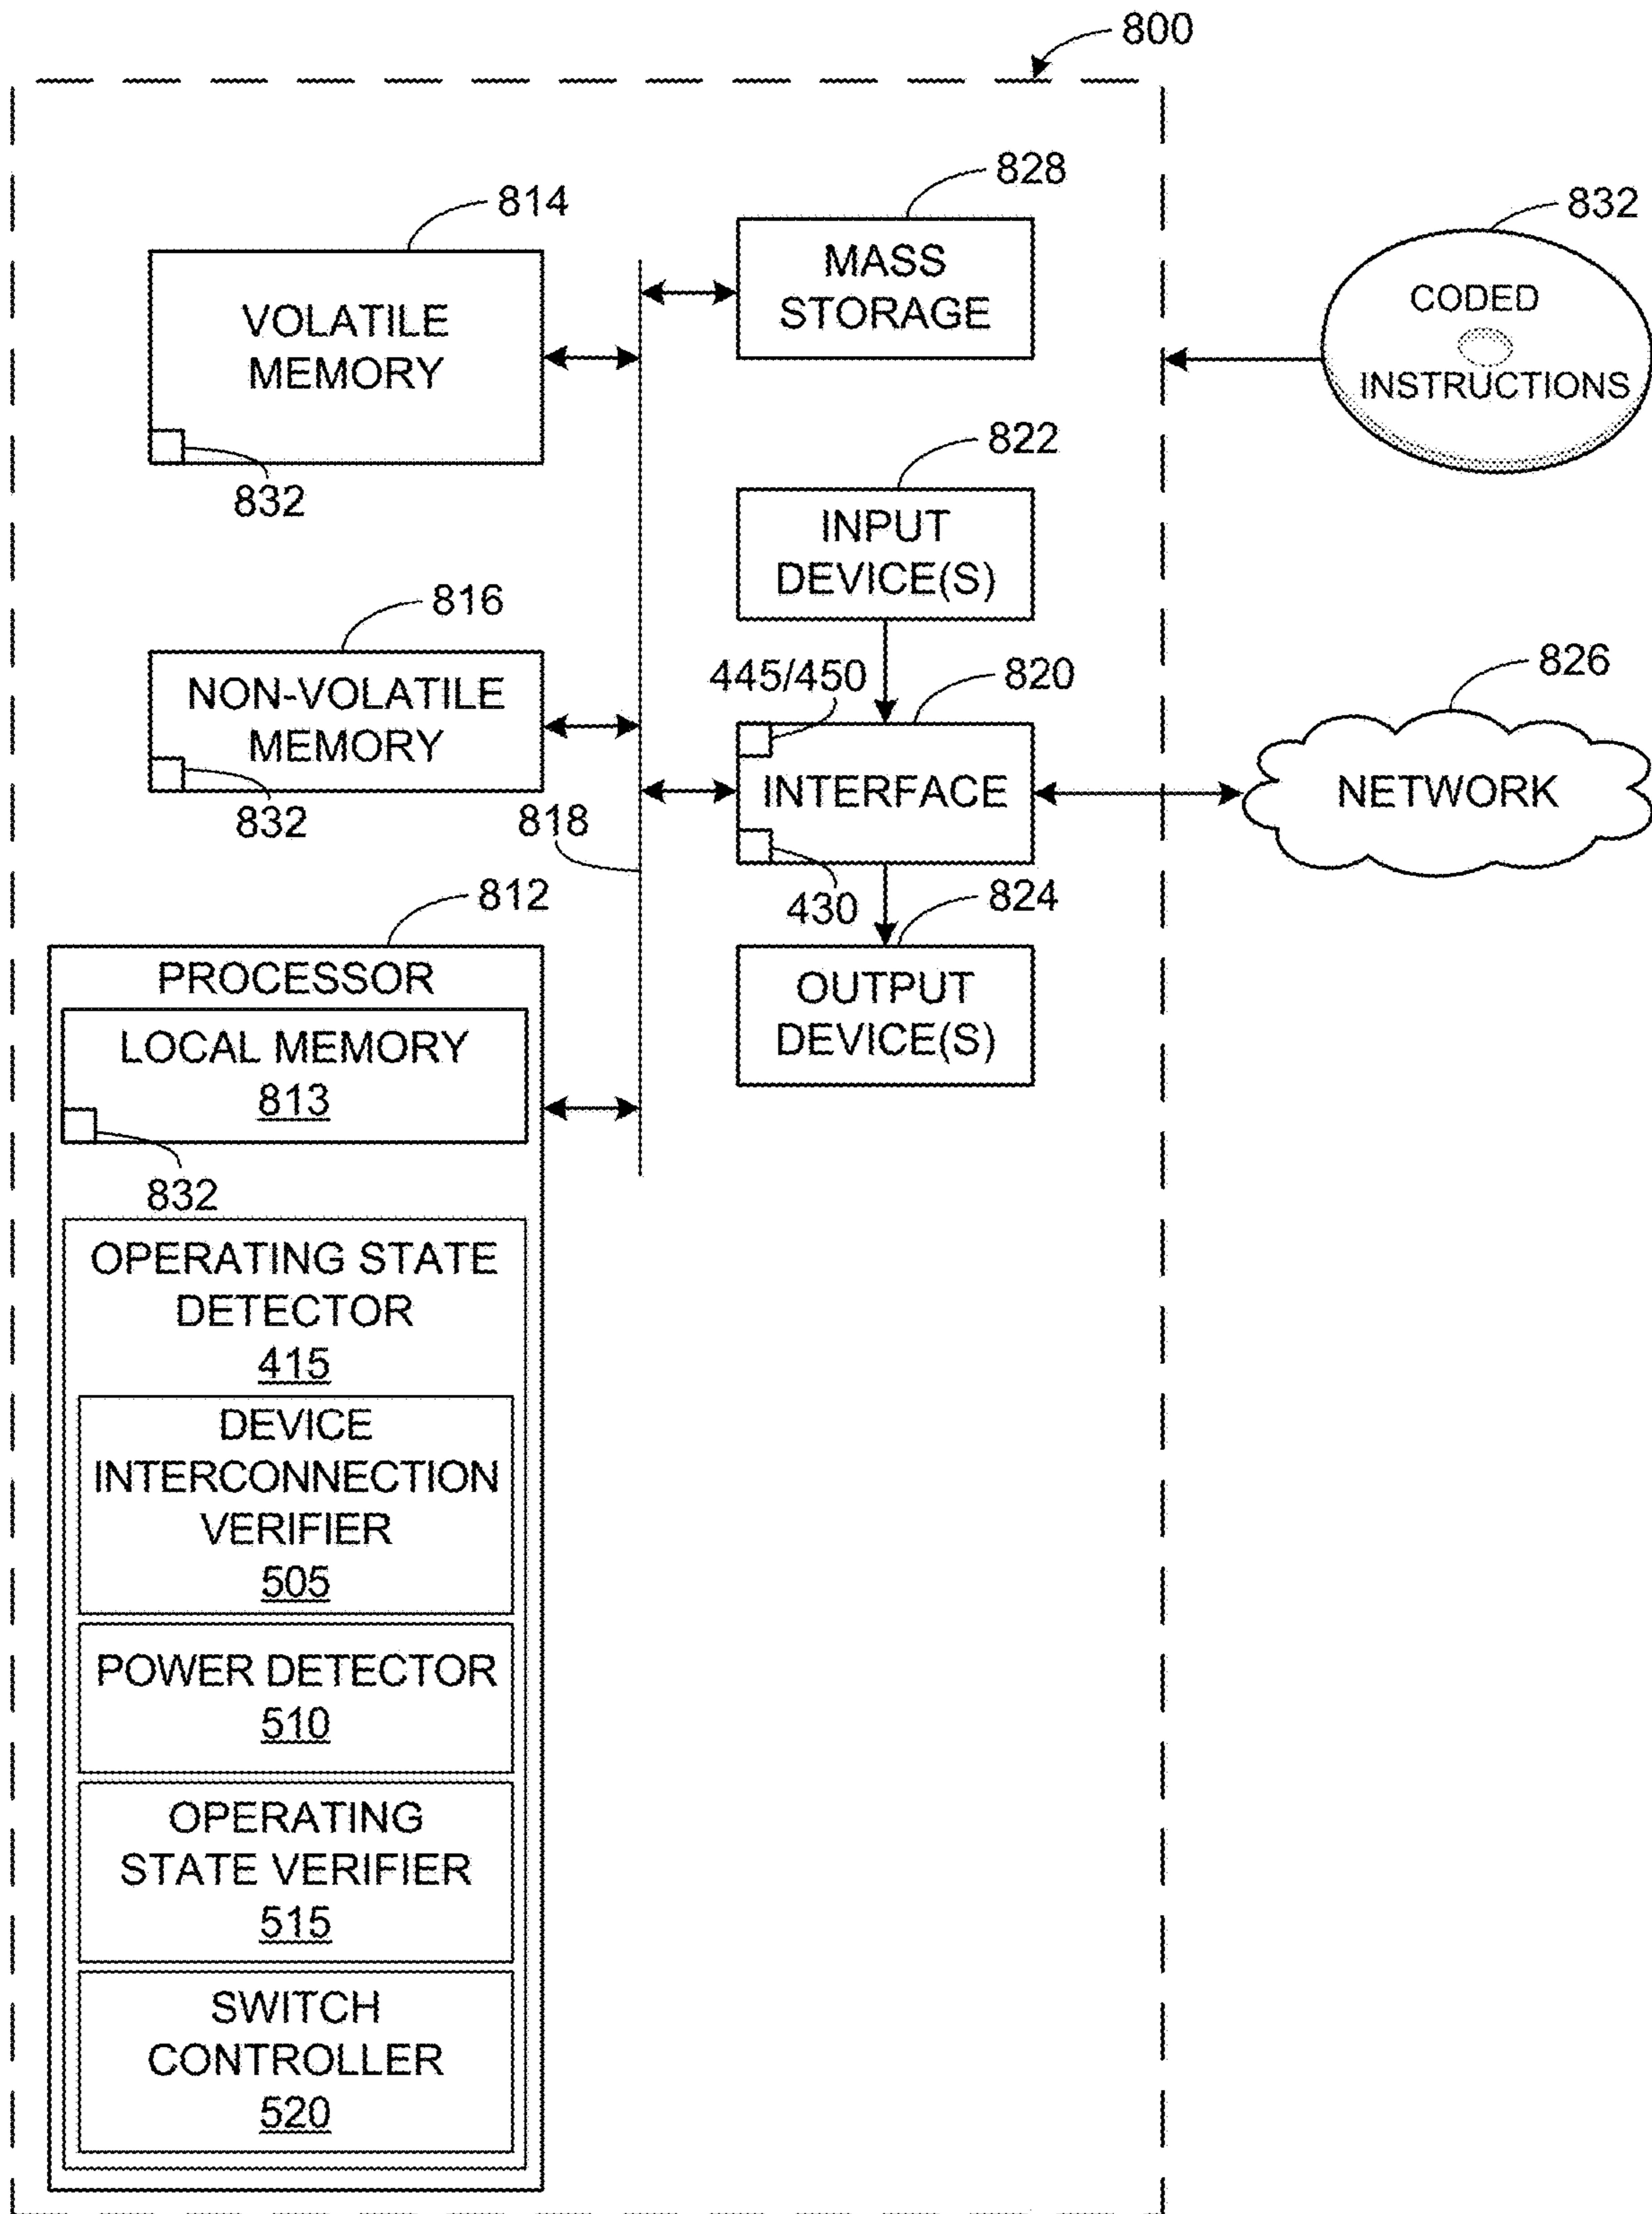 800
814
828
832
VOLATILE
MEMORY
MASS
STORAGE
CODED
INSTRUCTIONS
832
822
INPUT
DEVICE(S)
816
445/450
820
826
NON-VOLATILE
MEMORY
INTERFACE
NETWORK
832
818
430
824
812
PROCESSOR
LOCAL MEMORY
813
OUTPUT
DEVICE(S)
832
OPERATING STATE
DETECTOR
415
DEVICE
INTERCONNECTION
VERIFIER
505
POWER DETECTOR
510
OPERATING
STATE VERIFIER
515
SWITCH
CONTROLLER
520